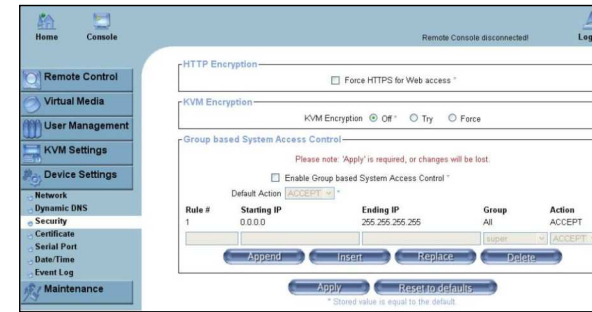 Home Console Remote Console disconnected! Log
Remote Control
Virtual Media
User Management
KVM Settings
Device Settings
Network
Dynamic DNS
Security
Certificate
Serial Port
Date/Time
Event Log
Maintenance
HTTP Encryption
Force HTTPS for Web access *
KVM Encryption
KVM Encryption Off * Try Force
Group based System Access Control
Please note: 'Apply' is required, or changes will be lost.
Enable Group based System Access Control *
Default Action ACCEPT *
Rule # Starting IP Ending IP Group Action
1 0.0.0.0 255.255.255.255 All ACCEPT
super ACCEPT
Append Insert Replace Delete
Apply Reset to defaults
* Stored value is equal to the default.